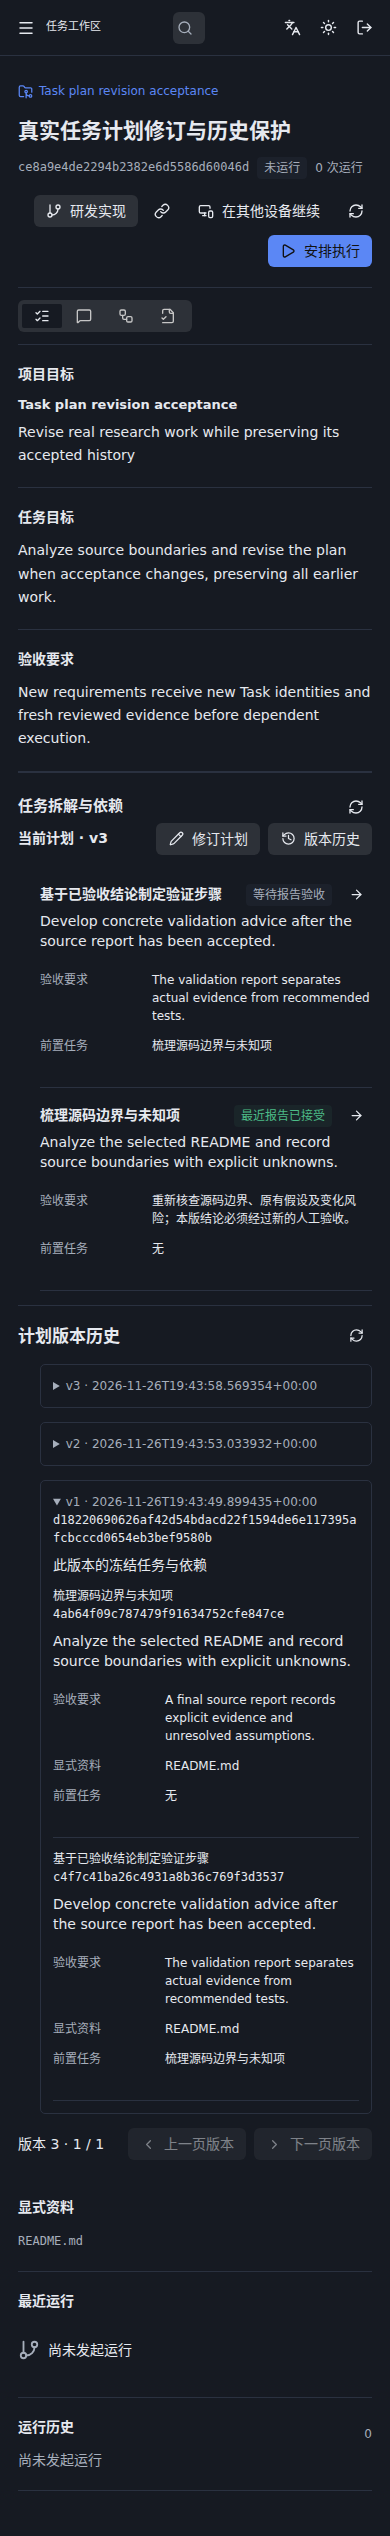 任务工作区
Task plan revision acceptance
真实任务计划修订与历史保护
ce8a9e4de2294b2382e6d5586d60046d 未运行 0 次运行
研发实现 在其他设备继续
安排执行
项目目标
Task plan revision acceptance
Revise real research work while preserving its
accepted history
任务目标
Analyze source boundaries and revise the plan
when acceptance changes, preserving all earlier
work.
验收要求
New requirements receive new Task identities and
fresh reviewed evidence before dependent
execution.
任务拆解与依赖
当前计划 · v3 修订计划 版本历史
基于已验收结论制定验证步骤 等待报告验收
Develop concrete validation advice after the
source report has been accepted.
验收要求 The validation report separates
actual evidence from recommended
tests.
前置任务 梳理源码边界与未知项
梳理源码边界与未知项 最近报告已接受
Analyze the selected README and record
source boundaries with explicit unknowns.
验收要求 重新核查源码边界、原有假设及变化风
险；本版结论必须经过新的人工验收。
前置任务 无
计划版本历史
v3 · 2026-11-26T19:43:58.569354+00:00
v2 · 2026-11-26T19:43:53.033932+00:00
v1 · 2026-11-26T19:43:49.899435+00:00
d18220690626af42d54bdacd22f1594de6e117395a
fcbcccd0654eb3bef9580b
此版本的冻结任务与依赖
梳理源码边界与未知项
4ab64f09c787479f91634752cfe847ce
Analyze the selected README and record
source boundaries with explicit unknowns.
验收要求 A final source report records
explicit evidence and
unresolved assumptions.
显式资料 README.md
前置任务 无
基于已验收结论制定验证步骤
c4f7c41ba26c4931a8b36c769f3d3537
Develop concrete validation advice after
the source report has been accepted.
验收要求 The validation report separates
actual evidence from
recommended tests.
显式资料 README.md
前置任务 梳理源码边界与未知项
版本 3 · 1 / 1 上一页版本 下一页版本
显式资料
README.md
最近运行
尚未发起运行
运行历史 0
尚未发起运行